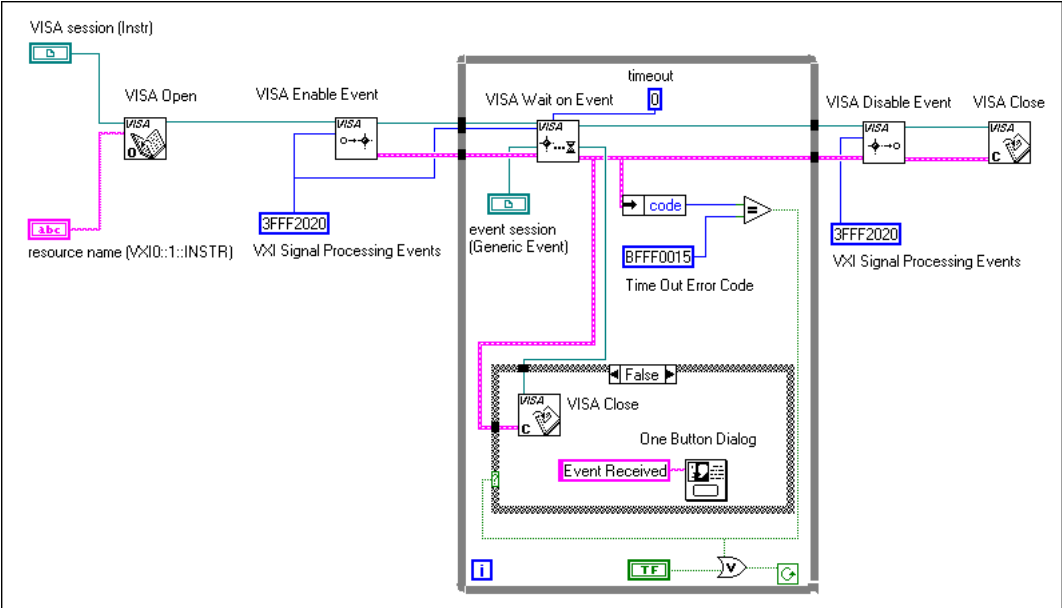 VISA session (Instr)
VISA Open
VISA
O
abc
resource name (VXI0::1::INSTR)
VISA Enable Event
VISA
3FFF2020
VXI Signal Processing Events
timeout
0
VISA Wait on Event
VISA
event session
(Generic Event)
code
=
BFFF0015
Time Out Error Code
False
VISA
C
VISA Close
One Button Dialog
Event Received
?
i
TF
V
VISA Disable Event
VISA
3FFF2020
VXI Signal Processing Events
VISA Close
VISA
C